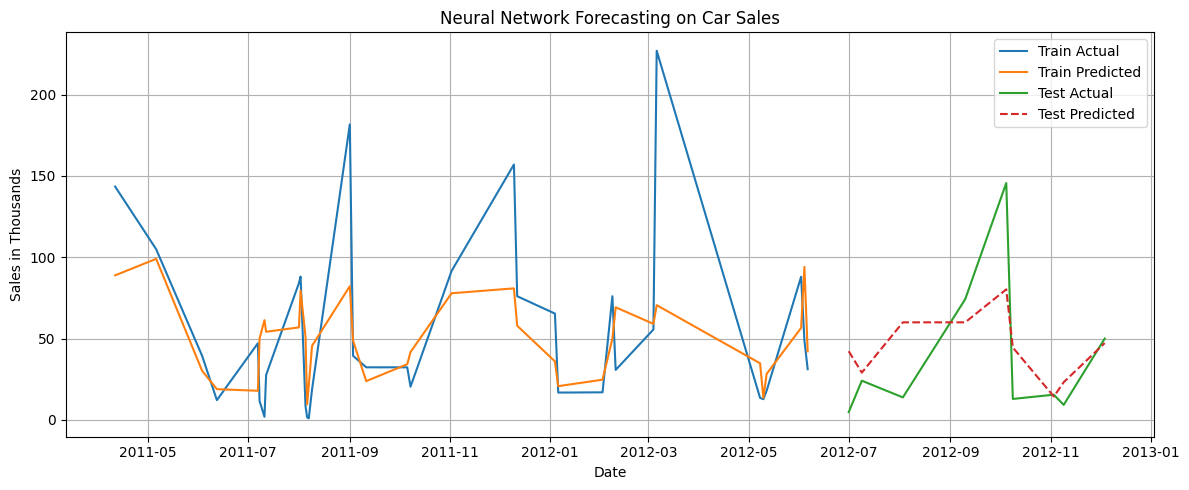 Neural Network Forecasting on Car Sales
Train Actual
Train Predicted
Test Actual
Test Predicted
200
150
100
50
0
Sales in Thousands
2011-05 2011-07 2011-09 2011-11 2012-01 2012-03 2012-05 2012-07 2012-09 2012-11 2013-01
Date